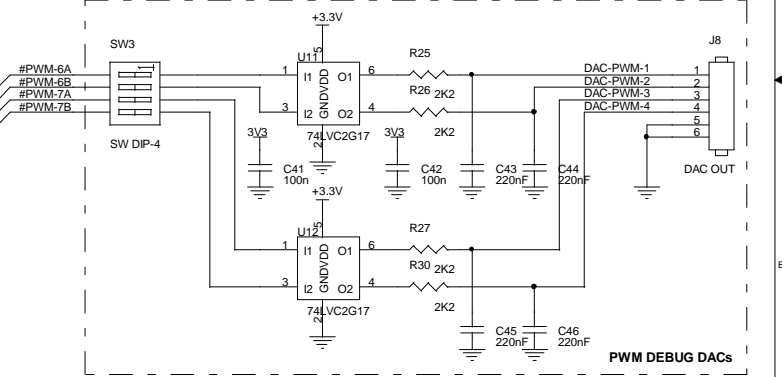 +3.3V
SW3
J8
#PWM-6A
#PWM-6B
#PWM-7A
#PWM-7B
1
SW DIP-4
U11
5
1 I1 O1 6
3 I2 O2 4
GND VDD
2
74LVC2G17
R25
2K2
R26
2K2
DAC-PWM-1 1
DAC-PWM-2 2
DAC-PWM-3 3
DAC-PWM-4 4
5
6
DAC OUT
3V3
C41
100n
3V3
C42
100n
C43
220nF
C44
220nF
+3.3V
U12
5
1 I1 O1 6
3 I2 O2 4
GND VDD
2
74LVC2G17
R27
2K2
R30
2K2
C45
220nF
C46
220nF
PWM DEBUG DACs